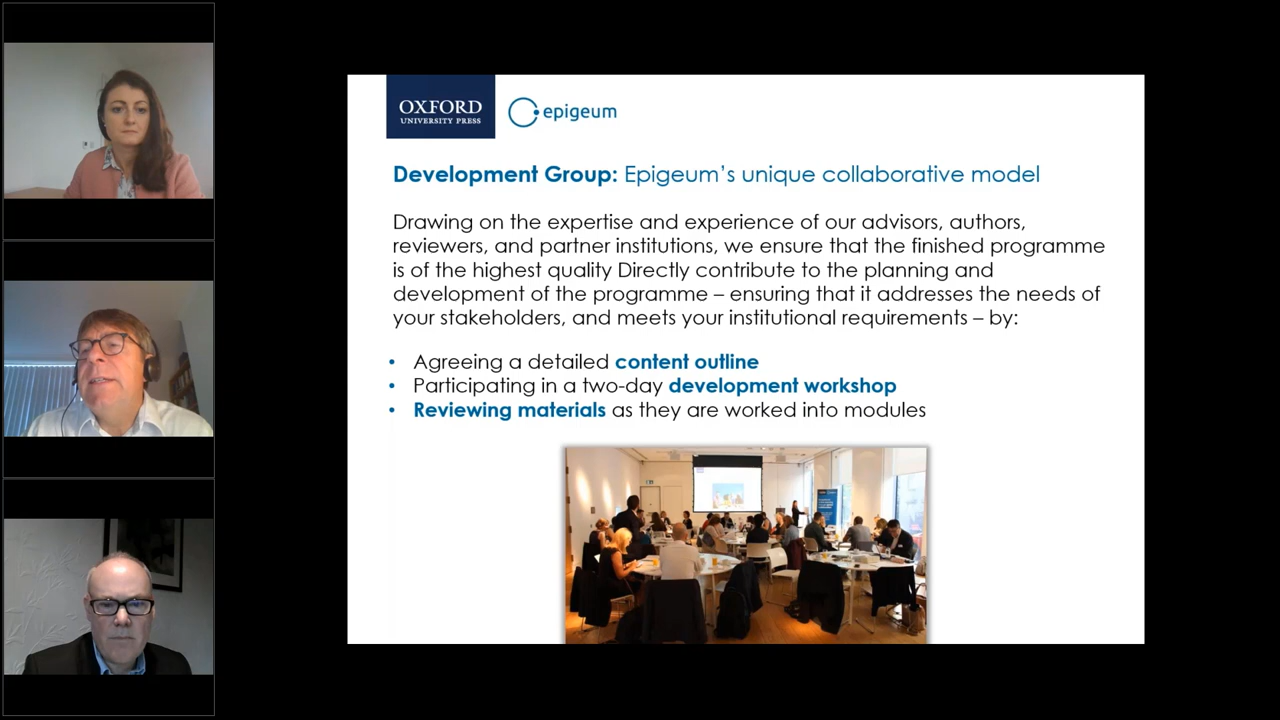 OXFORD
UNIVERSITY PRESS
epigeum
Development Group: Epigeum's unique collaborative model
Drawing on the expertise and experience of our advisors, authors,
reviewers, and partner institutions, we ensure that the finished programme
is of the highest quality Directly contribute to the planning and
development of the programme – ensuring that it addresses the needs of
your stakeholders, and meets your institutional requirements – by:
• Agreeing a detailed content outline
• Participating in a two-day development workshop
• Reviewing materials as they are worked into modules